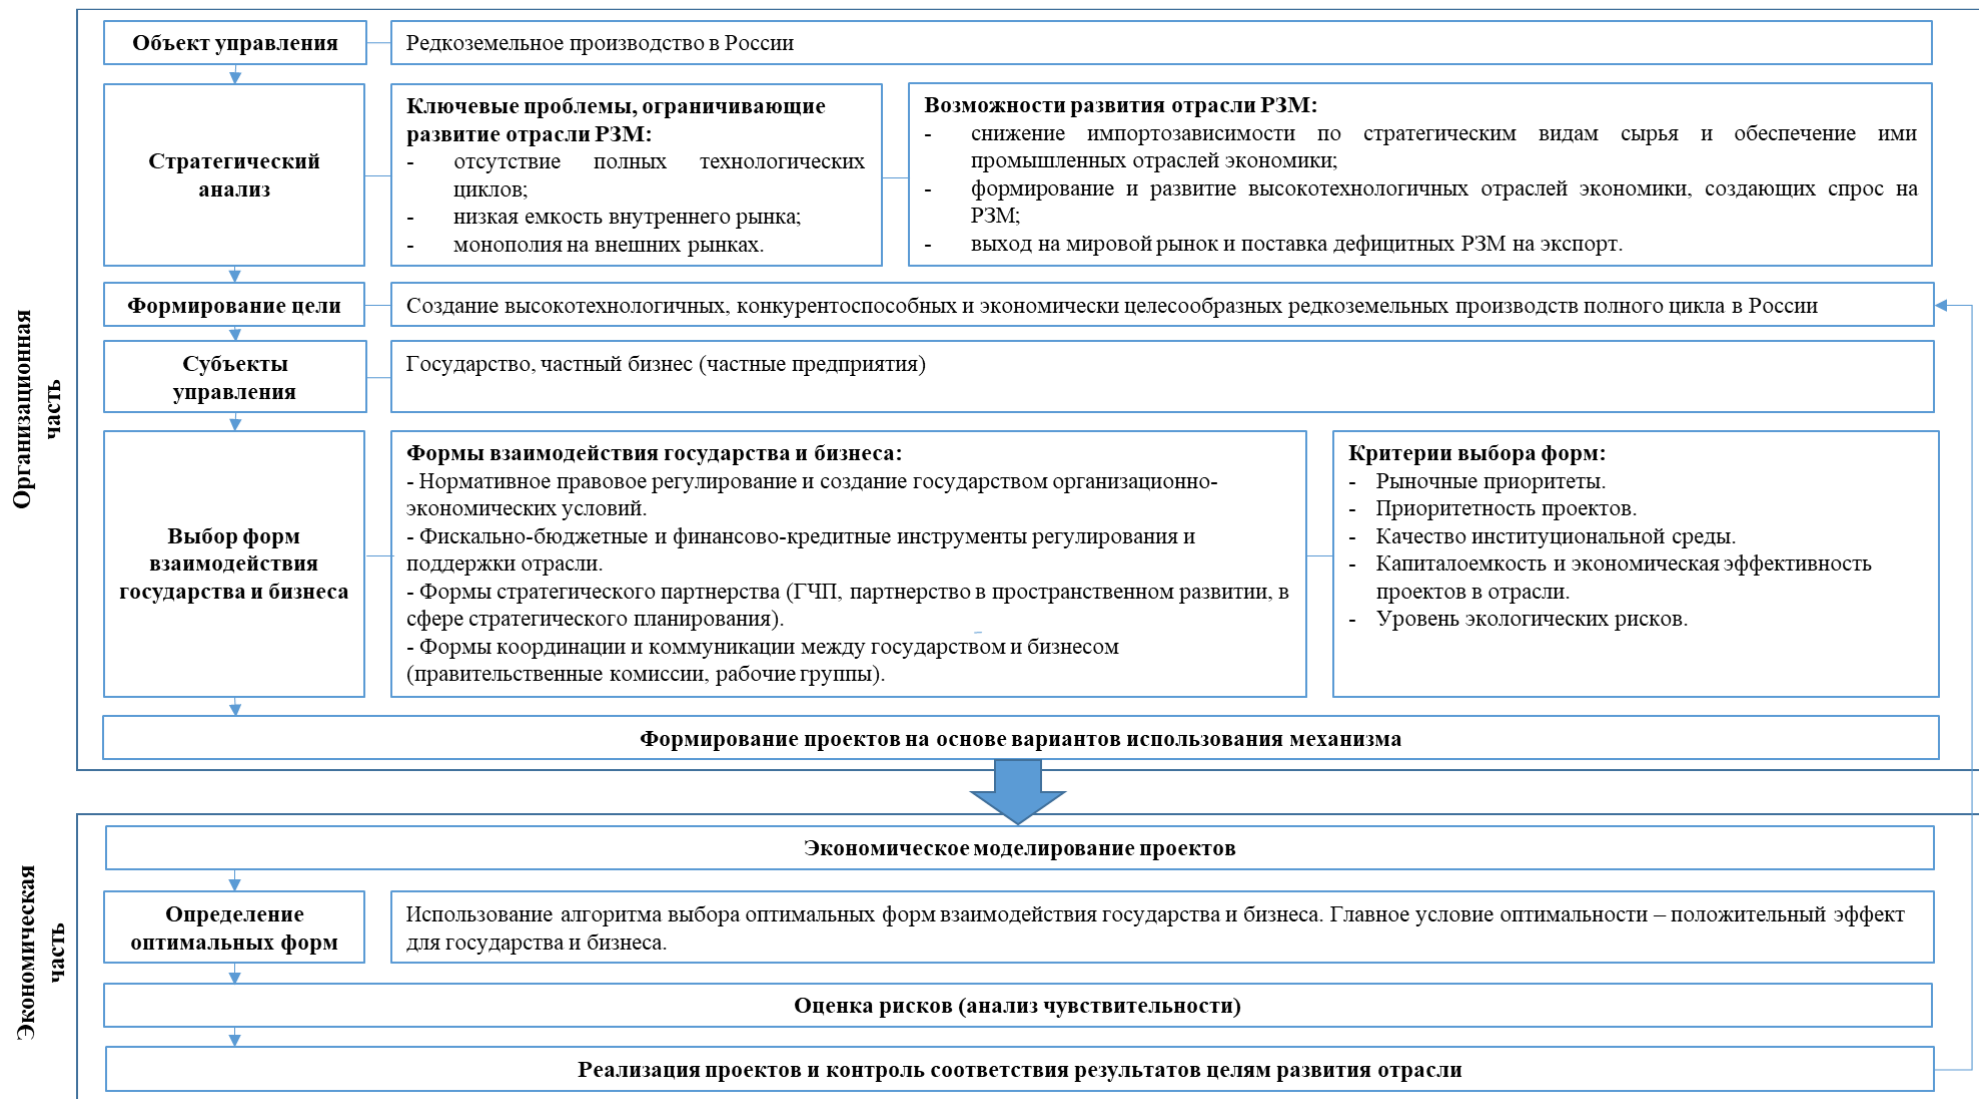 Организационная
часть
Объект управления
Редкоземельное производство в России
Стратегический
анализ
Ключевые проблемы, ограничивающие
развитие отрасли РЗМ:
- отсутствие полных технологических
циклов;
- низкая емкость внутреннего рынка;
- монополия на внешних рынках.
Возможности развития отрасли РЗМ:
- снижение импортозависимости по стратегическим видам сырья и обеспечение ими
промышленных отраслей экономики;
- формирование и развитие высокотехнологичных отраслей экономики, создающих спрос на
РЗМ;
- выход на мировой рынок и поставка дефицитных РЗМ на экспорт.
Формирование цели
Создание высокотехнологичных, конкурентоспособных и экономически целесообразных редкоземельных производств полного цикла в России
Субъекты
управления
Государство, частный бизнес (частные предприятия)
Выбор форм
взаимодействия
государства и бизнеса
Формы взаимодействия государства и бизнеса:
- Нормативное правовое регулирование и создание государством организационно-
экономических условий.
- Фискально-бюджетные и финансово-кредитные инструменты регулирования и
поддержки отрасли.
- Формы стратегического партнерства (ГЧП, партнерство в пространственном развитии, в
сфере стратегического планирования).
- Формы координации и коммуникации между государством и бизнесом
(правительственные комиссии, рабочие группы).
Критерии выбора форм:
- Рыночные приоритеты.
- Приоритетность проектов.
- Качество институциональной среды.
- Капиталоемкость и экономическая эффективность
проектов в отрасли.
- Уровень экологических рисков.
Формирование проектов на основе вариантов использования механизма
Экономическая
часть
Экономическое моделирование проектов
Определение
оптимальных форм
Использование алгоритма выбора оптимальных форм взаимодействия государства и бизнеса. Главное условие оптимальности – положительный эффект
для государства и бизнеса.
Оценка рисков (анализ чувствительности)
Реализация проектов и контроль соответствия результатов целям развития отрасли